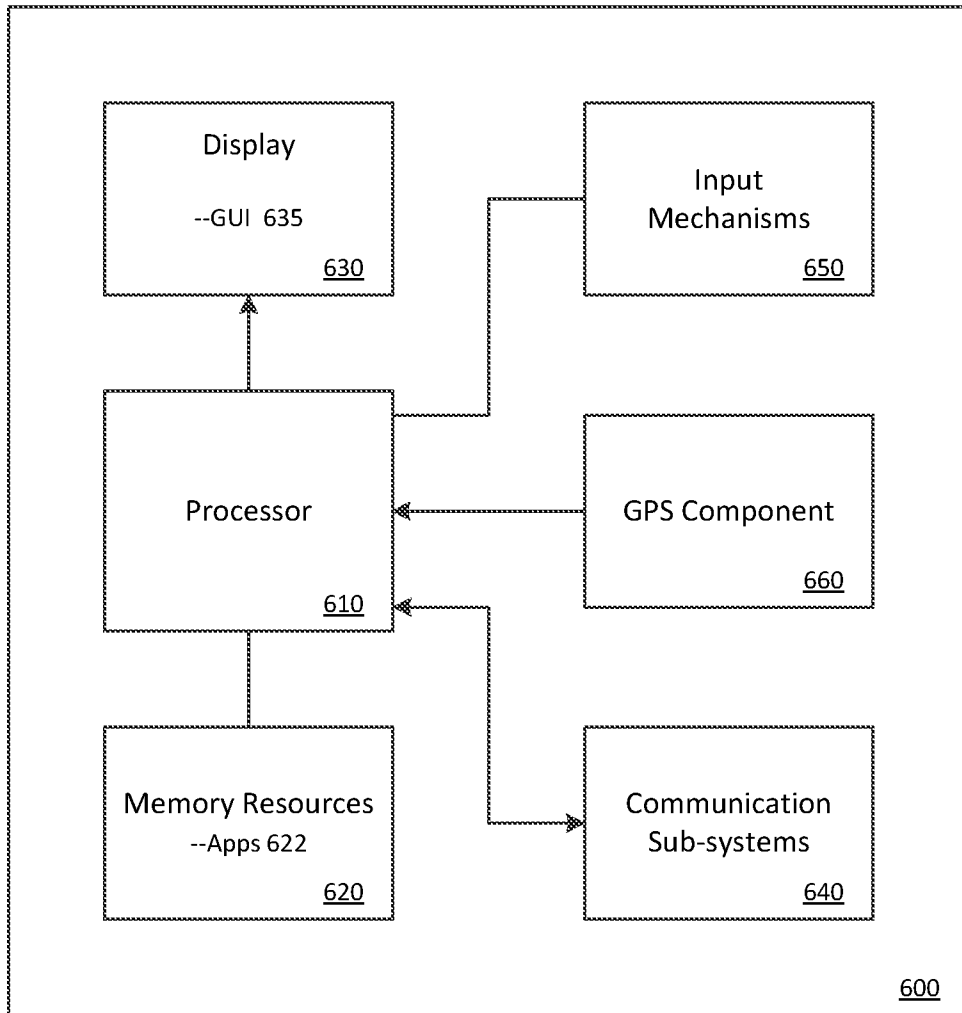 Display
--GUI 635
630
Input
Mechanisms
650
Processor
610
GPS Component
660
Memory Resources
--Apps 622
620
Communication
Sub-systems
640
600